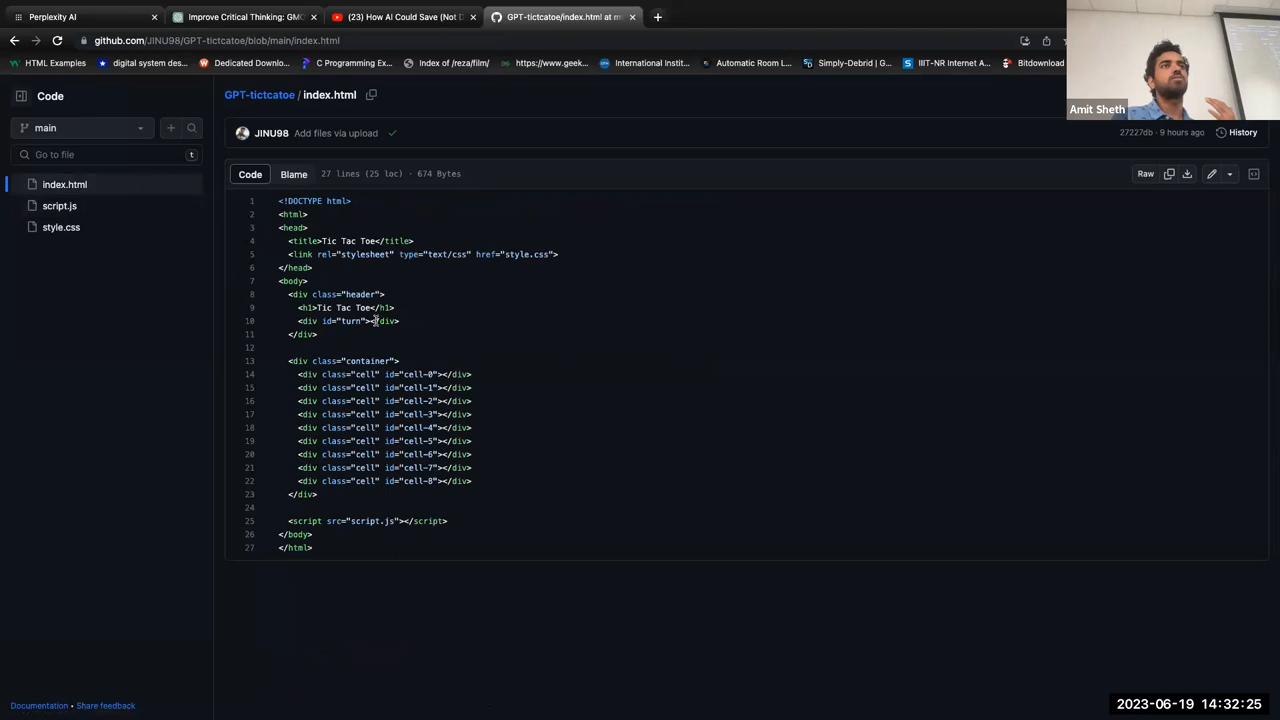 Perplexity AI
Improve Critical Thinking: GMC
(23) How AI Could Save (Not D
GPT-tictcatoe/index.html at m
github.com/JINU98/GPT-tictcatoe/blob/main/index.html
HTML Examples
digital system des...
Dedicated Downlo...
C Programming Ex...
Index of /reza/film/
https://www.geek...
International Instit...
Automatic Room L...
Simply-Debrid | G...
IIIT-NR Internet A...
Bitdownload
Amit Sheth
Code
GPT-tictcatoe / index.html
main
JINU98 Add files via upload
27227db · 9 hours ago
History
Go to file
t
index.html
script.js
style.css
Code
Blame
27 lines (25 loc) · 674 Bytes
Raw
1 <!DOCTYPE html>
2 <html>
3 <head>
4 <title>Tic Tac Toe</title>
5 <link rel="stylesheet" type="text/css" href="style.css">
6 </head>
7 <body>
8 <div class="header">
9 <h1>Tic Tac Toe</h1>
10 <div id="turn"></div>
11 </div>
12
13 <div class="container">
14 <div class="cell" id="cell-0"></div>
15 <div class="cell" id="cell-1"></div>
16 <div class="cell" id="cell-2"></div>
17 <div class="cell" id="cell-3"></div>
18 <div class="cell" id="cell-4"></div>
19 <div class="cell" id="cell-5"></div>
20 <div class="cell" id="cell-6"></div>
21 <div class="cell" id="cell-7"></div>
22 <div class="cell" id="cell-8"></div>
23 </div>
24
25 <script src="script.js"></script>
26 </body>
27 </html>
Documentation • Share feedback
2023-06-19 14:32:25